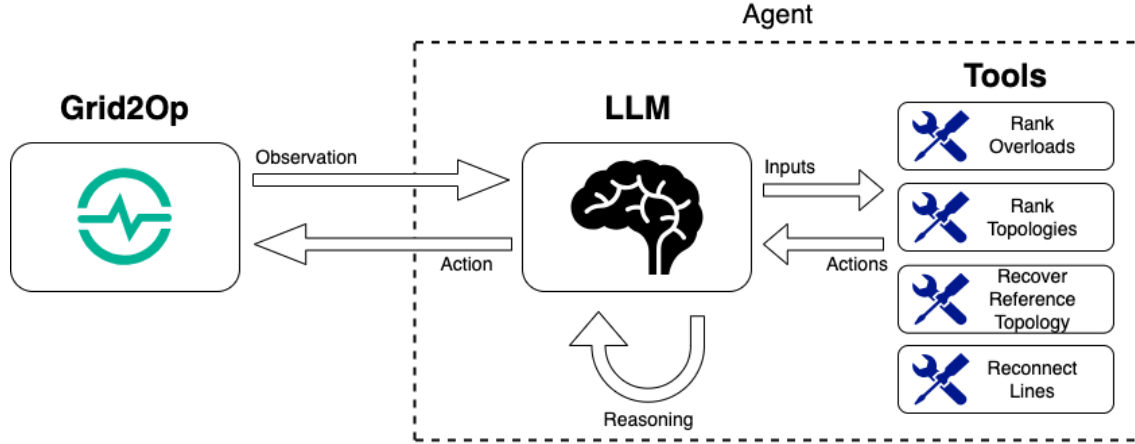 Agent
Grid2Op
LLM
Tools
Observation
Action
Inputs
Actions
Reasoning
Rank
Overloads
Rank
Topologies
Recover
Reference
Topology
Reconnect
Lines